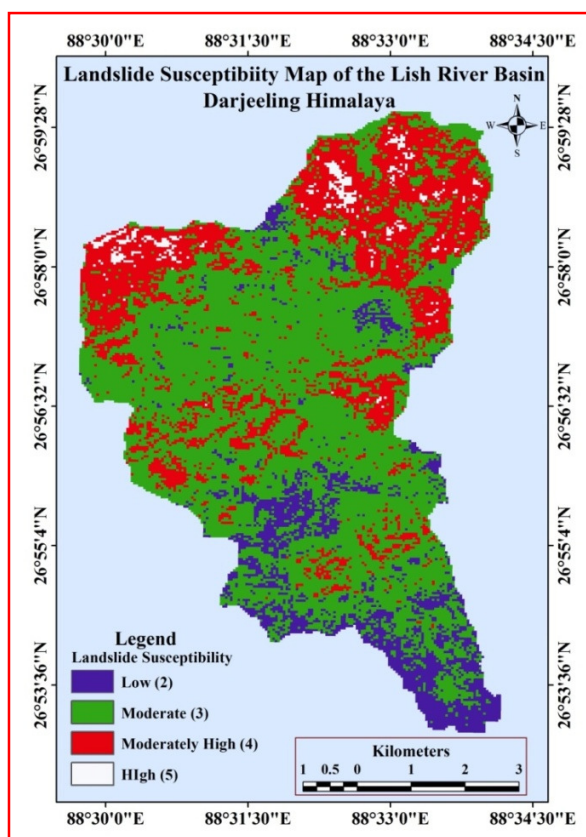 88°30'0"E 88°31'30"E 88°33'0"E 88°34'30"E
Landslide Susceptibiity Map of the Lish River Basin
Darjeeling Himalaya
N
W E
S
26°59'28"N
26°58'0"N
26°56'32"N
26°55'4"N
26°53'36"N
26°59'28"N
26°58'0"N
26°56'32"N
26°55'4"N
26°53'36"N
Legend
Landslide Susceptibility
Low (2)
Moderate (3)
Moderately High (4)
HIgh (5)
Kilometers
1 0.5 0 1 2 3
88°30'0"E 88°31'30"E 88°33'0"E 88°34'30"E